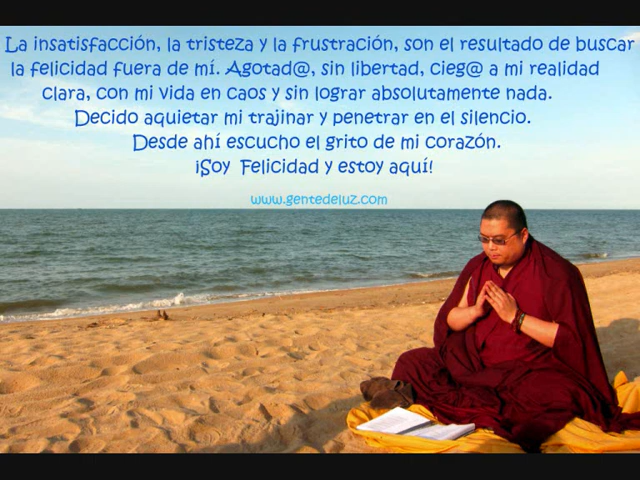 La insatisfacción, la tristeza y la frustración, son el resultado de buscar
la felicidad fuera de mí. Agotad@, sin libertad, cieg@ a mi realidad
clara, con mi vida en caos y sin lograr absolutamente nada.
Decido aquietar mi trajinar y penetrar en el silencio.
Desde ahí escucho el grito de mi corazón.
¡Soy Felicidad y estoy aquí!
www.gentedeluz.com